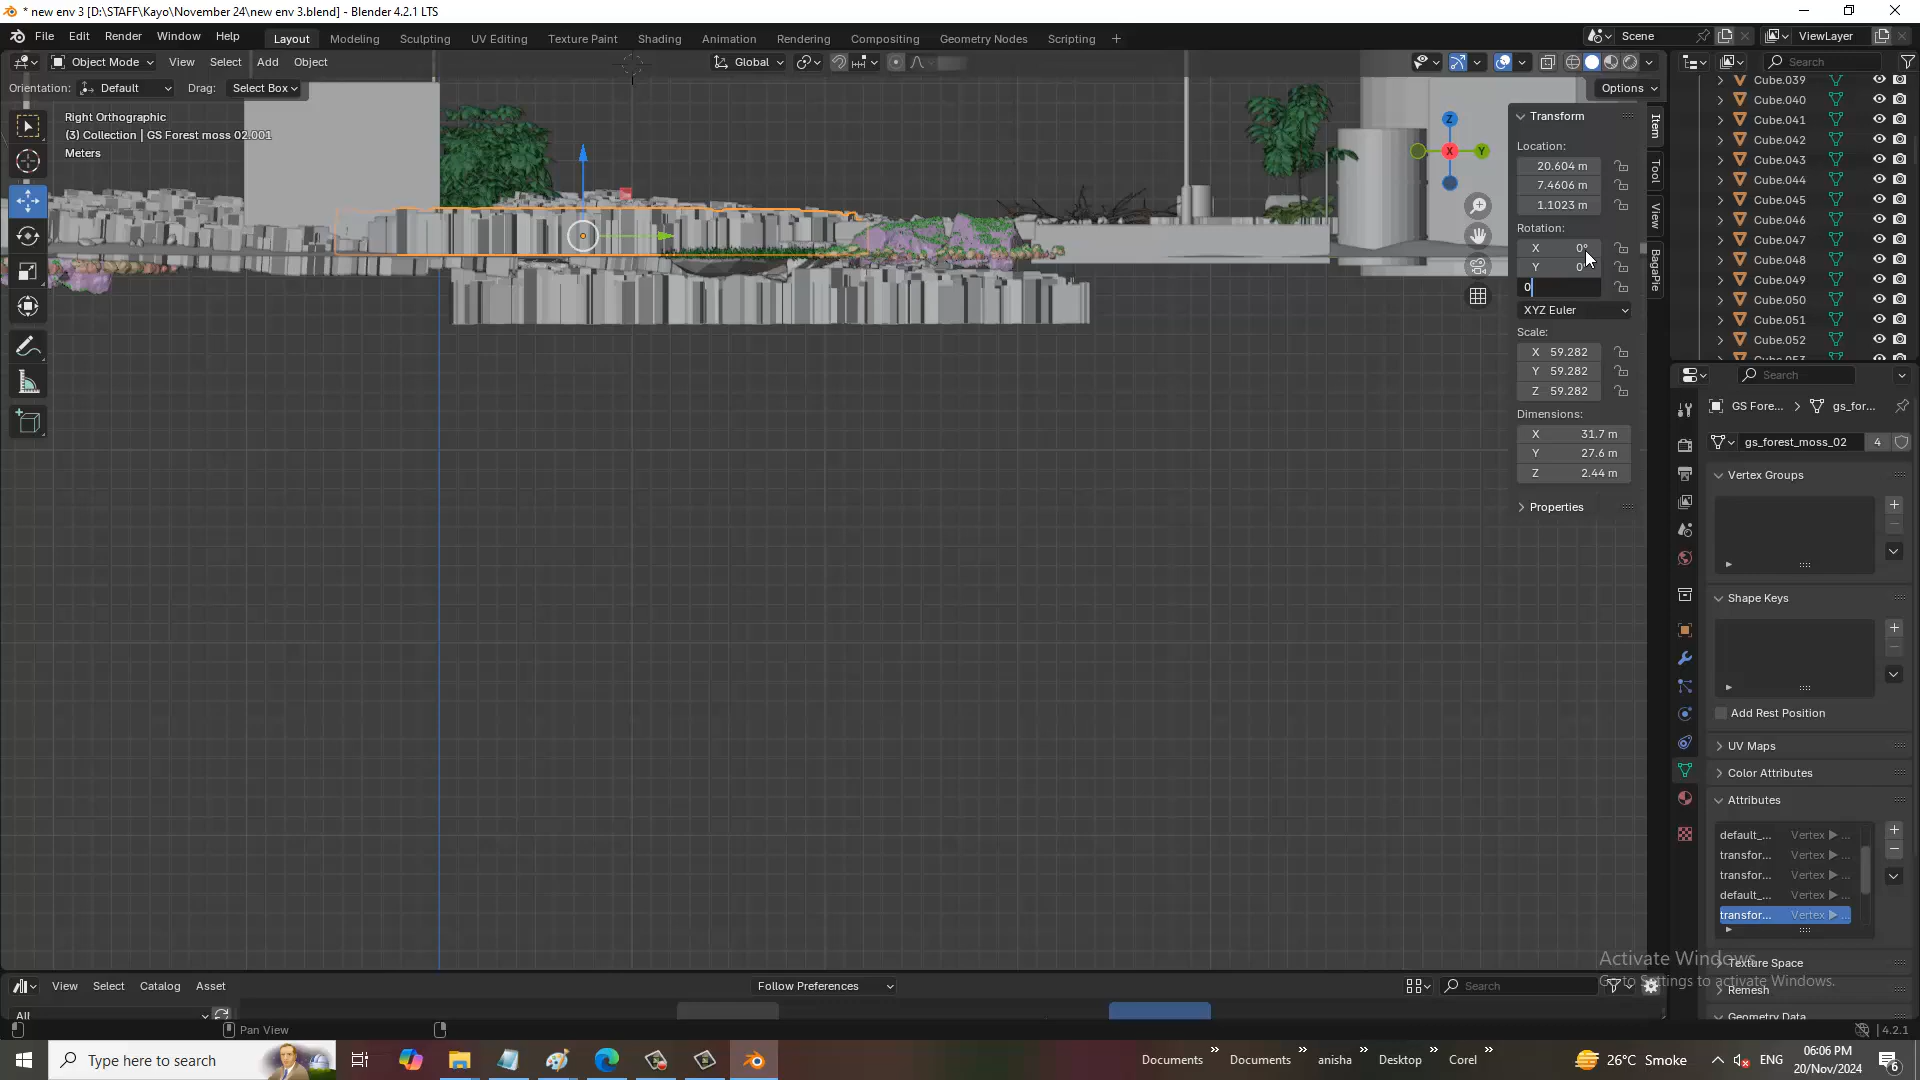 * new env 3 [D:\STAFF\Kayo\November 24\new env 3.blend] - Blender 4.2.1 LTS
File Edit Render Window Help Layout Modeling Sculpting UV Editing Texture Paint Shading Animation Rendering Compositing Geometry Nodes Scripting + Scene ViewLayer
Object Mode View Select Add Object Global Search
Orientation: Default Drag: Select Box Options
Right Orthographic
(3) Collection | GS Forest moss 02.001
Meters
Z
X
Y
Transform
Location:
20.604 m
7.4606 m
1.1023 m
Rotation:
X 0°
Y 0°
0
XYZ Euler
Scale:
X 59.282
Y 59.282
Z 59.282
Dimensions:
X 31.7 m
Y 27.6 m
Z 2.44 m
Properties
Item
Tool
View
BagaPie
Cube.039
Cube.040
Cube.041
Cube.042
Cube.043
Cube.044
Cube.045
Cube.046
Cube.047
Cube.048
Cube.049
Cube.050
Cube.051
Cube.052
Cube.053
Search
GS Fore... gs_for...
gs_forest_moss_02 4
Vertex Groups
Shape Keys
Add Rest Position
UV Maps
Color Attributes
Attributes
default_... Vertex ▶ ...
transfor... Vertex ▶ ...
transfor... Vertex ▶ ...
default_... Vertex ▶ ...
transfor... Vertex ▶ ...
Texture Space
Remesh
Geometry Data
Activate Windows
Go to Settings to activate Windows.
View Select Catalog Asset Follow Preferences Search
All
Pan View 4.2.1
Type here to search Documents Documents anisha Desktop Corel 26°C Smoke ENG 06:06 PM
20/Nov/2024 6